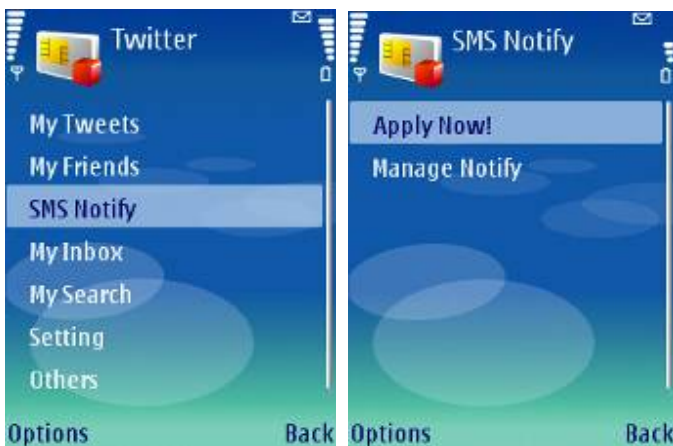 Twitter
My Tweets
My Friends
SMS Notify
My Inbox
My Search
Setting
Others
Options Back
SMS Notify
Apply Now!
Manage Notify
Options Back